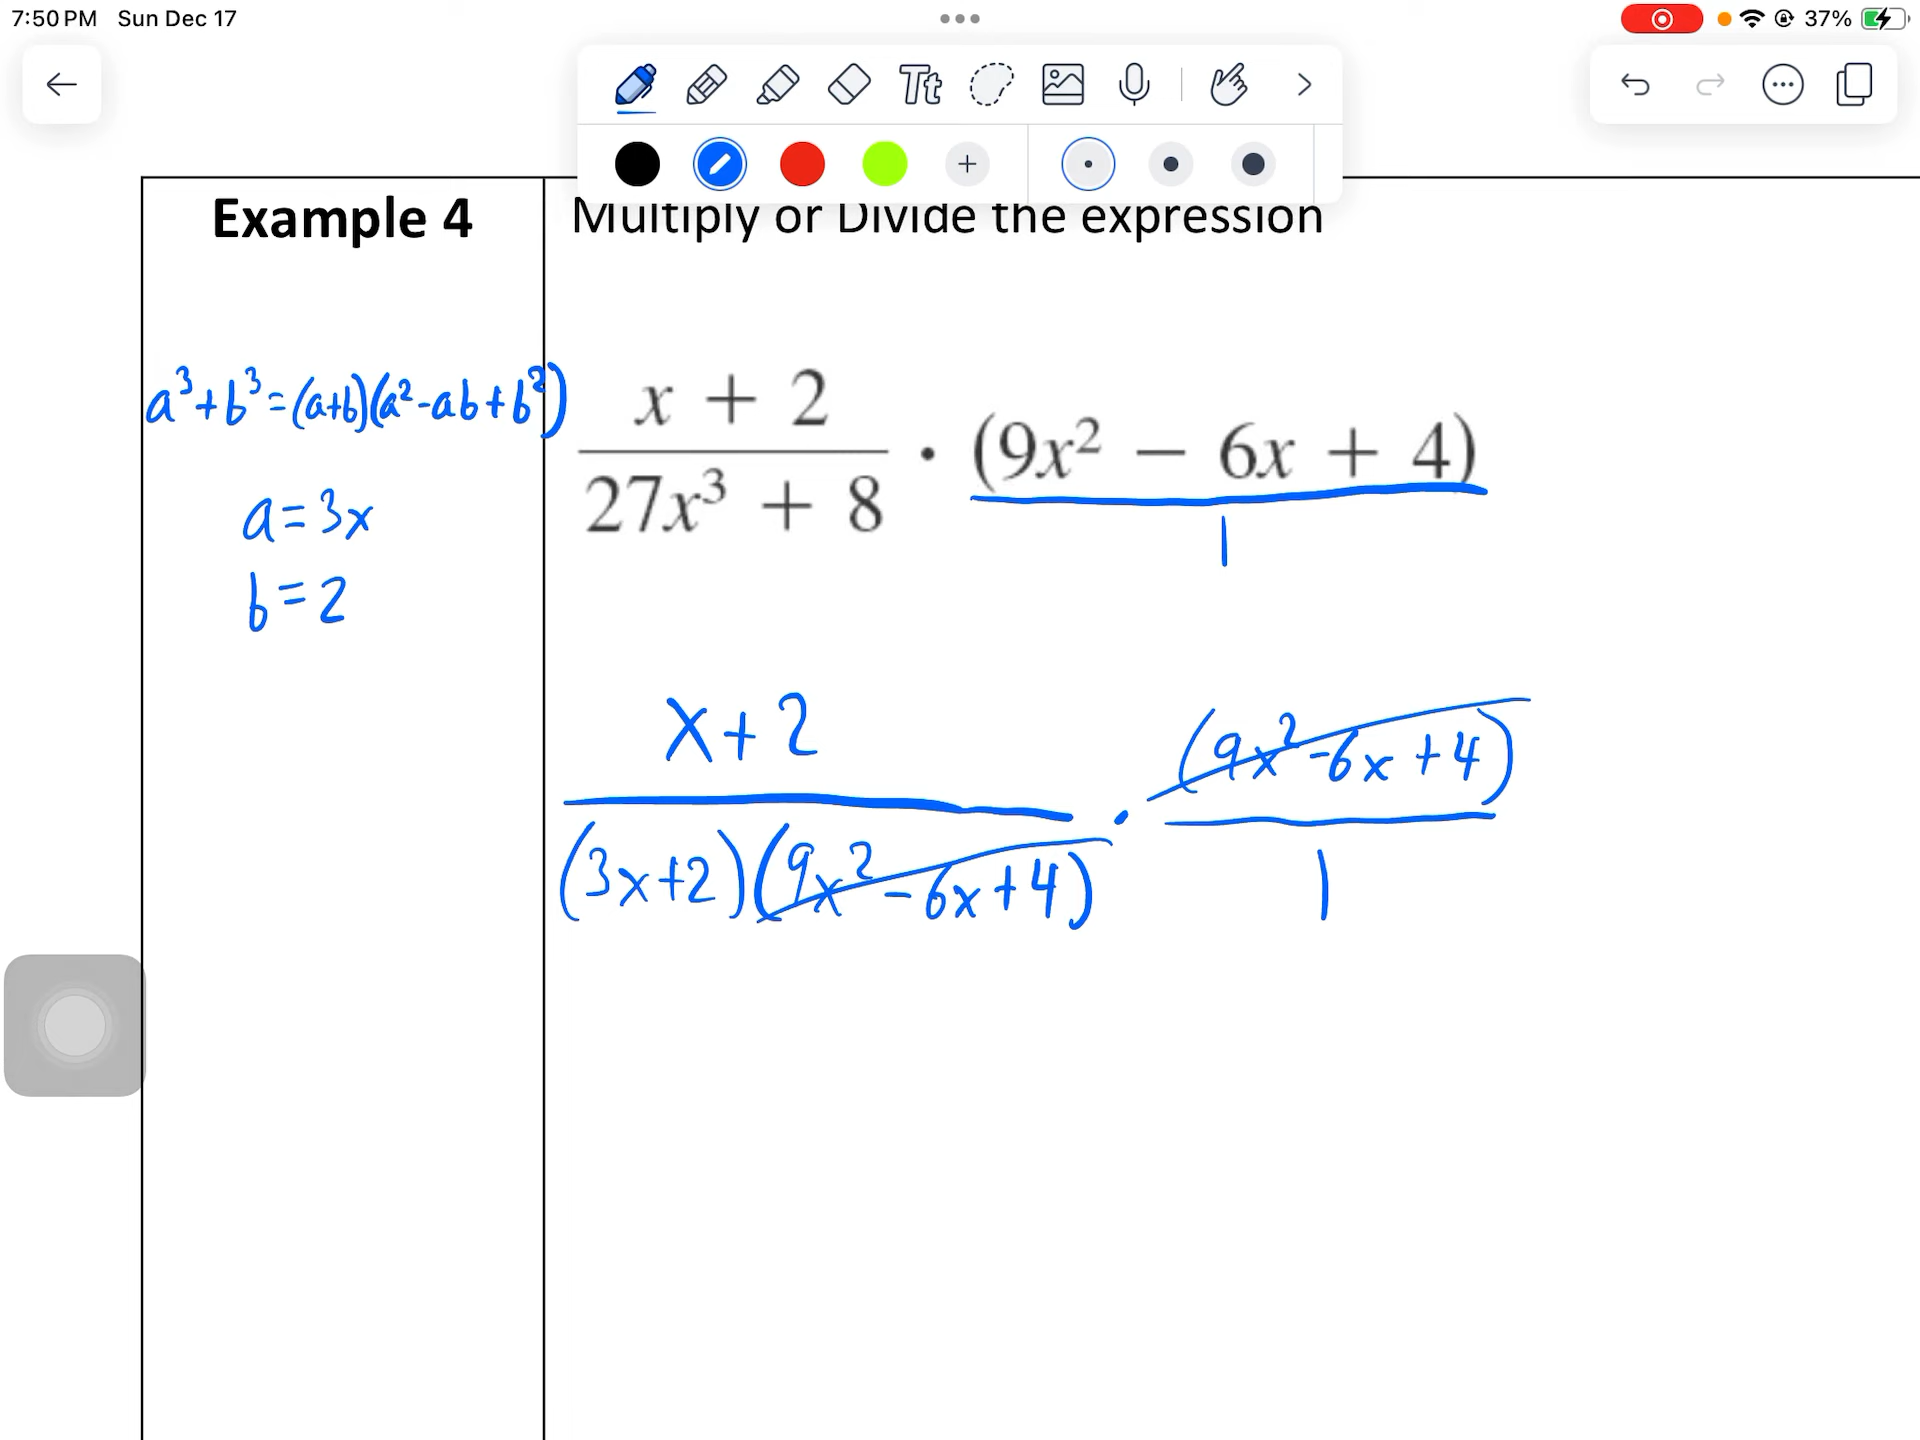 7:50 PM Sun Dec 17
37%
Tt
Example 4
Multiply or Divide the expression
a³+b³=(a+b)(a²-ab+b²)
a=3x
b=2
x + 2
27x³ + 8
· (9x² − 6x + 4)
1
x+2
(3x+2)(9x²-6x+4)
· (9x²-6x+4)
1